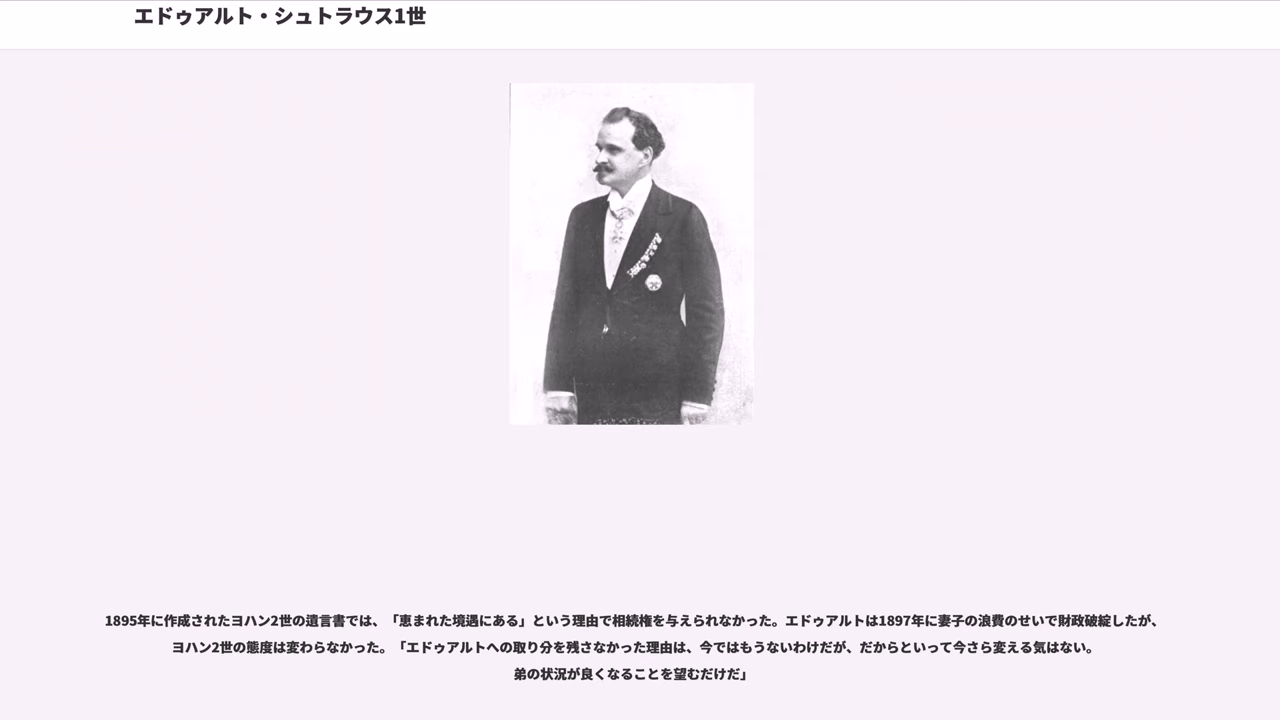 エドゥアルト・シュトラウス1世
1895年に作成されたヨハン2世の遺言書では、「恵まれた境遇にある」という理由で相続権を与えられなかった。エドゥアルトは1897年に妻子の浪費のせいで財政破綻したが、
ヨハン2世の態度は変わらなかった。「エドゥアルトへの取り分を残さなかった理由は、今ではもうないわけだが、だからといって今さら変える気はない。
弟の状況が良くなることを望むだけだ」